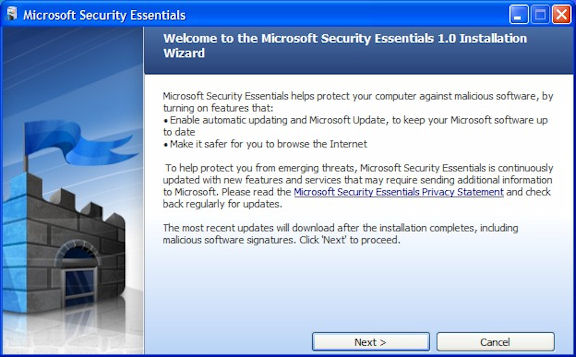 Microsoft Security Essentials
Welcome to the Microsoft Security Essentials 1.0 Installation
Wizard
Microsoft Security Essentials helps protect your computer against malicious software, by
turning on features that:
• Enable automatic updating and Microsoft Update, to keep your Microsoft software up
to date
• Make it safer for you to browse the Internet
To help protect you from emerging threats, Microsoft Security Essentials is continuously
updated with new features and services that may require sending additional information
to Microsoft. Please read the Microsoft Security Essentials Privacy Statement and check
back regularly for updates.
The most recent updates will download after the installation completes, including
malicious software signatures. Click 'Next' to proceed.
Next >
Cancel